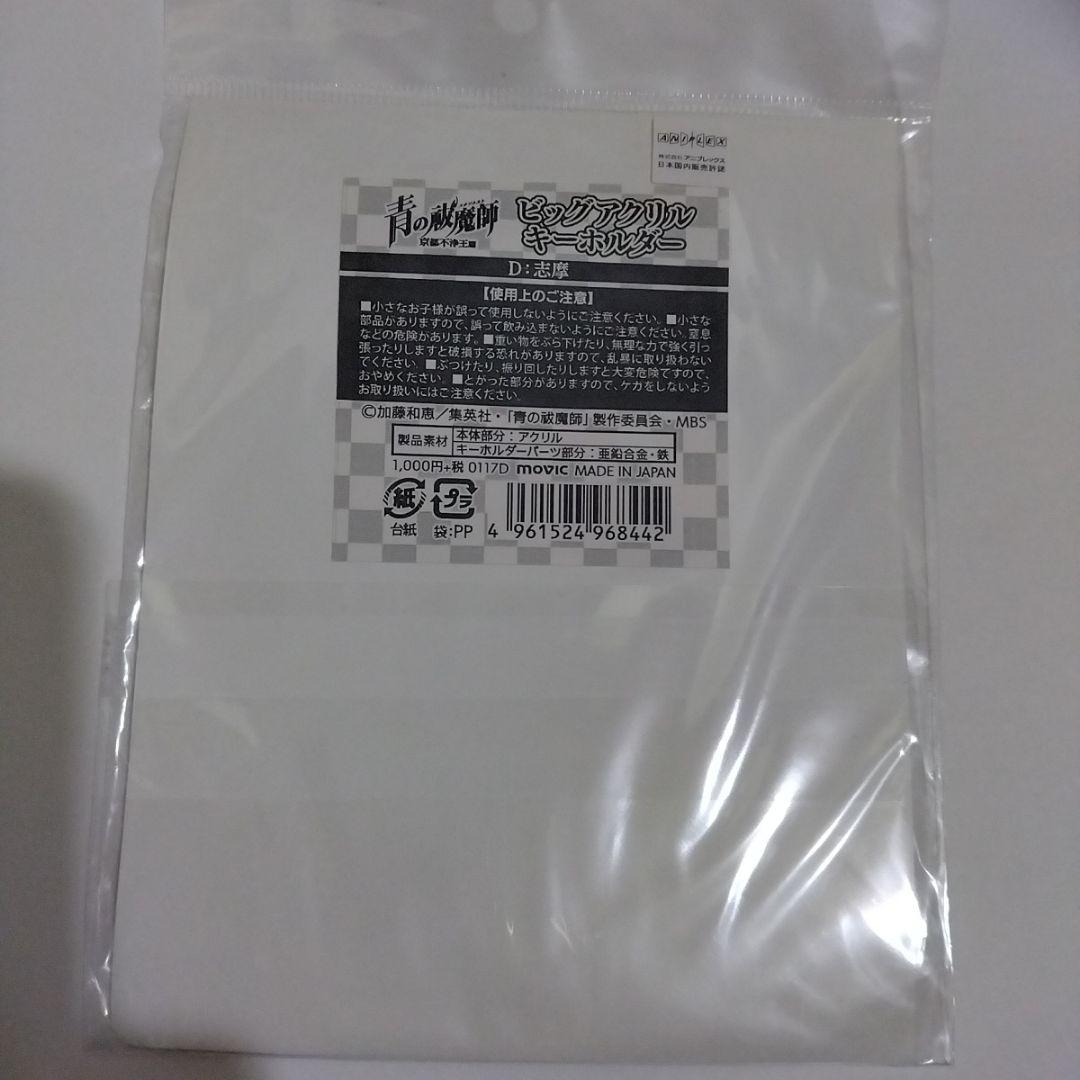 ANIPLEX
株式会社アニプレックス
日本国内販売許諾
青の祓魔師
京都不浄王篇
ビッグアクリル
キーホルダー
D:志摩
【使用上のご注意】
■小さなお子様が誤って使用しないようにご注意ください。■小さな
部品がありますので、誤って飲み込まないようにご注意ください。窒息
などの危険があります。■重い物をぶら下げたり、無理な力で強く引っ
張ったりしますと破損する恐れがありますので、乱暴に取り扱わない
でください。■ぶつけたり、振り回したりしますと大変危険ですので、
おやめください。■とがった部分がありますので、ケガをしないよう
お取り扱いにはご注意ください。
©加藤和恵/集英社・「青の祓魔師」製作委員会・MBS
製品素材 本体部分:アクリル
キーホルダーパーツ部分:亜鉛合金・鉄
1,000円+税 0117D movic MADE IN JAPAN
紙 プラ
台紙 袋:PP 4 961524 968442